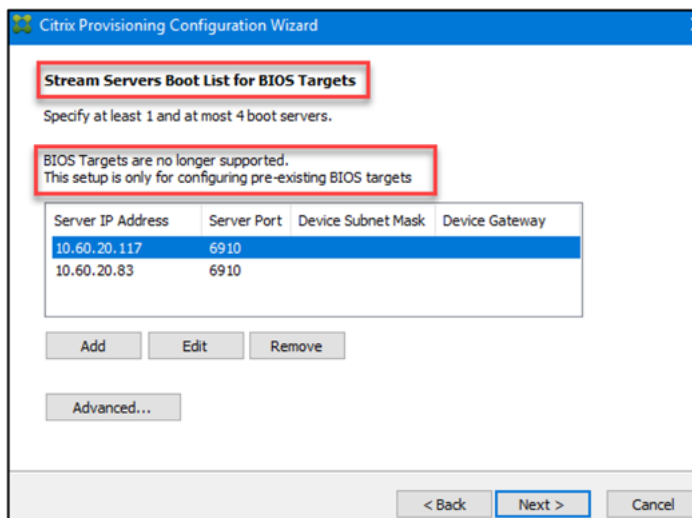 Citrix Provisioning Configuration Wizard
Stream Servers Boot List for BIOS Targets
Specify at least 1 and at most 4 boot servers.
BIOS Targets are no longer supported.
This setup is only for configuring pre-existing BIOS targets
Server IP Address Server Port Device Subnet Mask Device Gateway
10.60.20.117 6910
10.60.20.83 6910
Add Edit Remove
Advanced...
< Back Next > Cancel